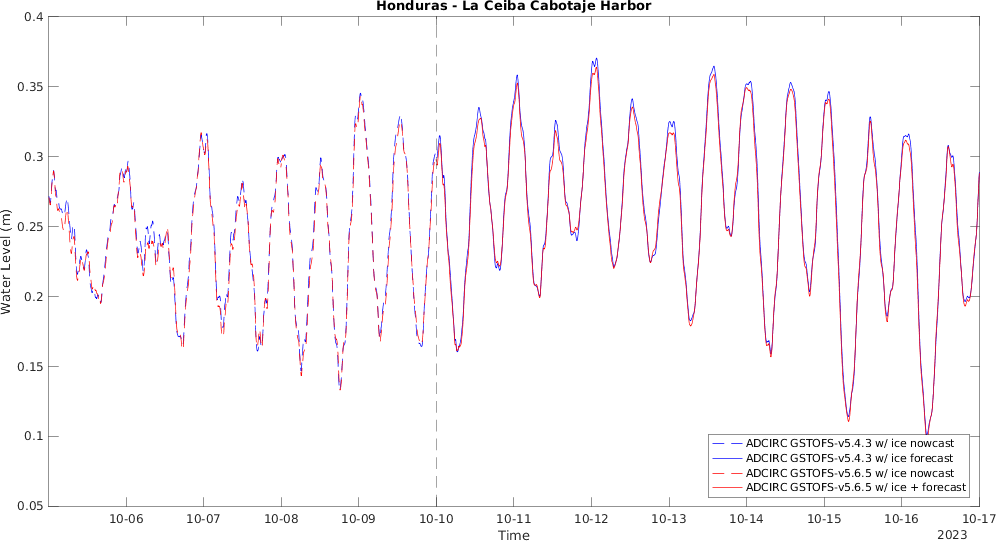 Honduras - La Ceiba Cabotaje Harbor
0.4
0.35
0.3
0.25
0.2
0.15
0.1
0.05
Water Level (m)
ADCIRC GSTOFS-v5.4.3 w/ ice nowcast
ADCIRC GSTOFS-v5.4.3 w/ ice forecast
ADCIRC GSTOFS-v5.6.5 w/ ice nowcast
ADCIRC GSTOFS-v5.6.5 w/ ice + forecast
10-06 10-07 10-08 10-09 10-10 10-11 10-12 10-13 10-14 10-15 10-16 10-17
Time
2023